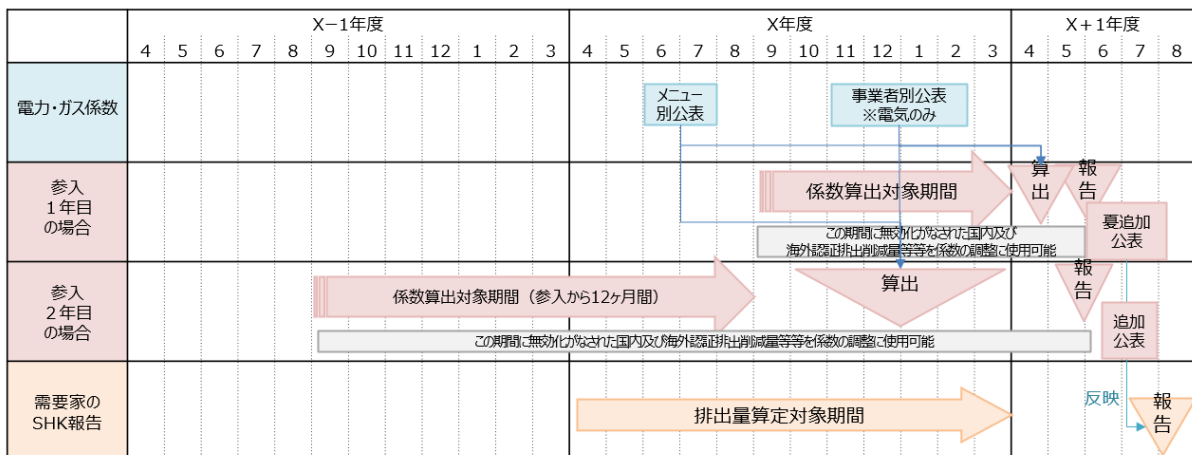 X－1年度
X年度
X＋1年度
4 5 6 7 8 9 10 11 12 1 2 3 4 5 6 7 8 9 10 11 12 1 2 3 4 5 6 7 8
電力・ガス係数
メニュー
別公表
事業者別公表
※電気のみ
参入
1年目
の場合
係数算出対象期間
算
出
報
告
この期間に無効化がなされた国内及び
海外認証排出削減量等等を係数の調整に使用可能
夏追加
公表
参入
2年目
の場合
係数算出対象期間（参入から12ヶ月間）
算出
報
告
この期間に無効化がなされた国内及び海外認証排出削減量等等を係数の調整に使用可能
追加
公表
需要家の
SHK報告
排出量算定対象期間
反映
報
告